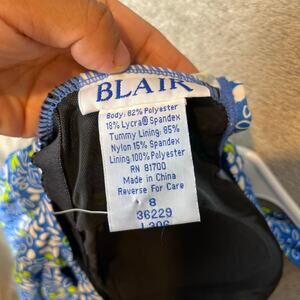 BLAIR
Body: 82% Polyester
18% Lycra® Spandex
Tummy Lining: 85%
Nylon 15% Spandex
Lining 100% Polyester
RN 81700
Made in China
Reverse For Care
8
36229